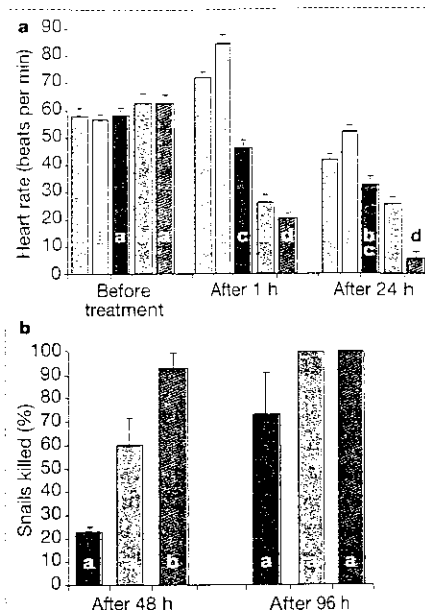 a
Heart rate (beats per min)
90
80
70
60
50
40
30
20
10
0
a
c
d
b
c
d
Before treatment
After 1 h
After 24 h
b
Snails killed (%)
100
90
80
70
60
50
40
30
20
10
0
a
b
a
a
After 48 h
After 96 h